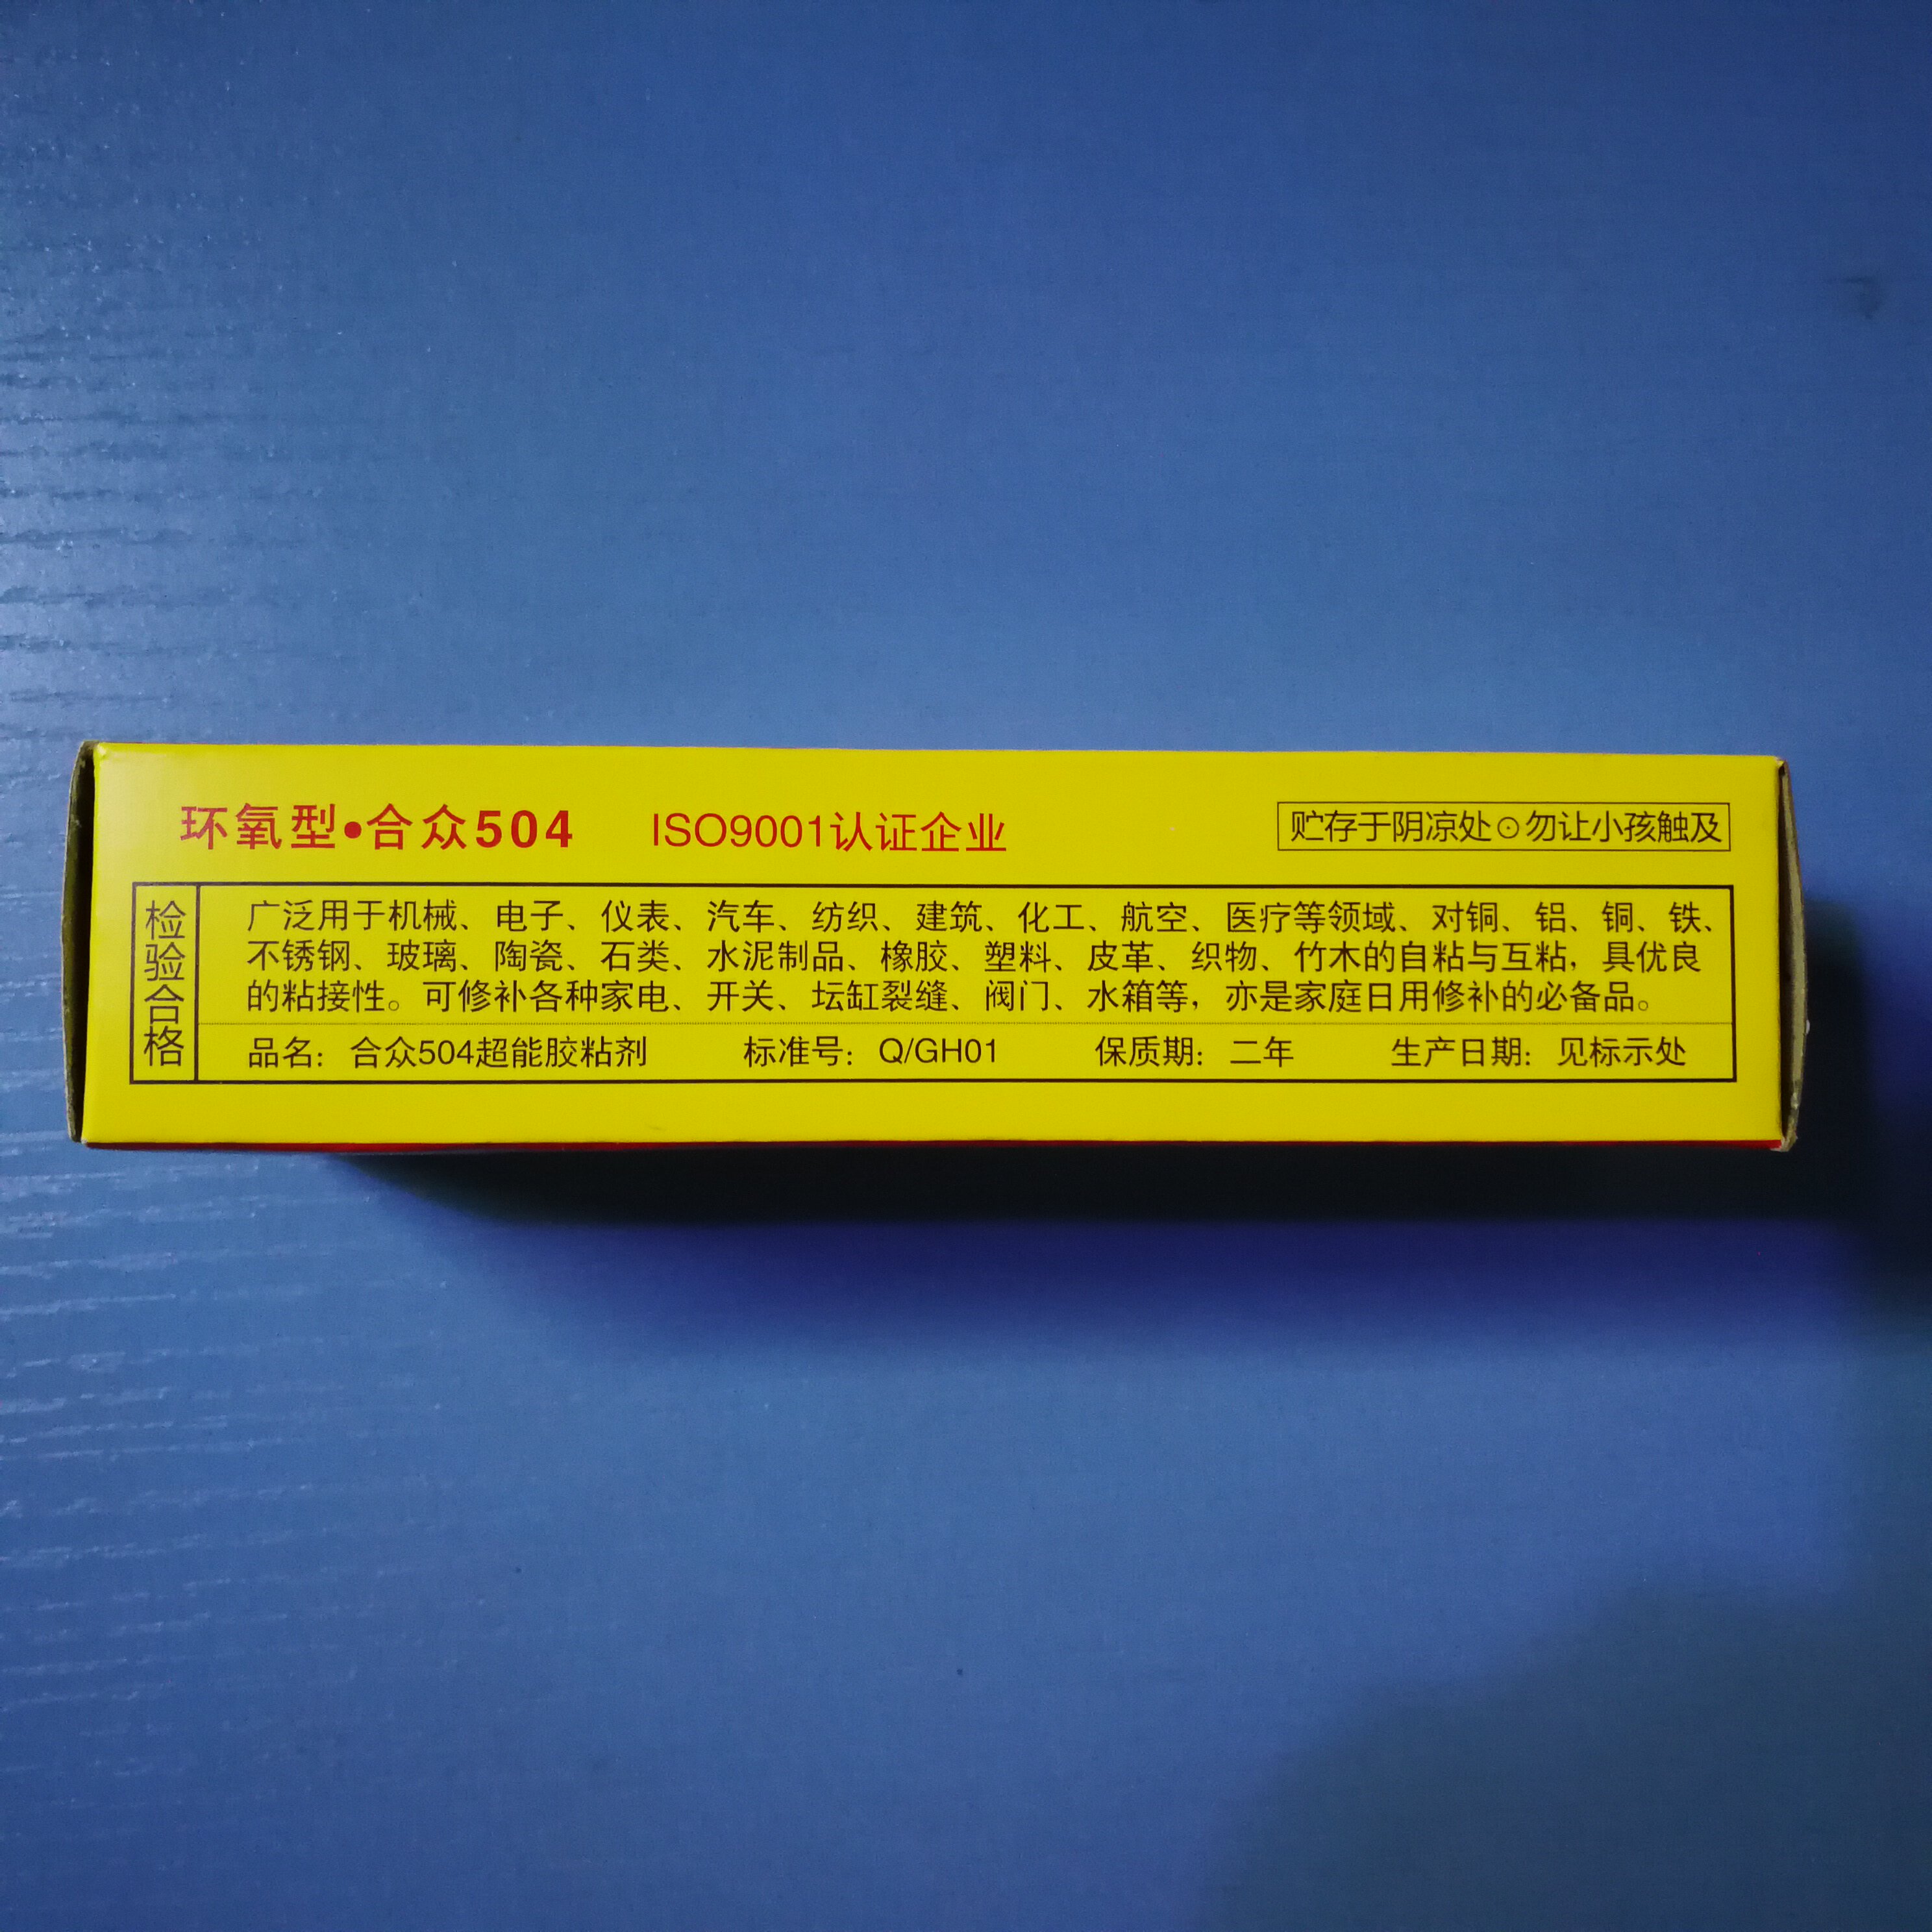 环氧型•合众504 ISO9001认证企业 贮存于阴凉处⊙勿让小孩触及
检验合格
广泛用于机械、电子、仪表、汽车、纺织、建筑、化工、航空、医疗等领域、对铜、铝、铜、铁、
不锈钢、玻璃、陶瓷、石类、水泥制品、橡胶、塑料、皮革、织物、竹木的自粘与互粘，具优良
的粘接性。可修补各种家电、开关、坛缸裂缝、阀门、水箱等，亦是家庭日用修补的必备品。
品名：合众504超能胶粘剂 标准号：Q/GH01 保质期：二年 生产日期：见标示处